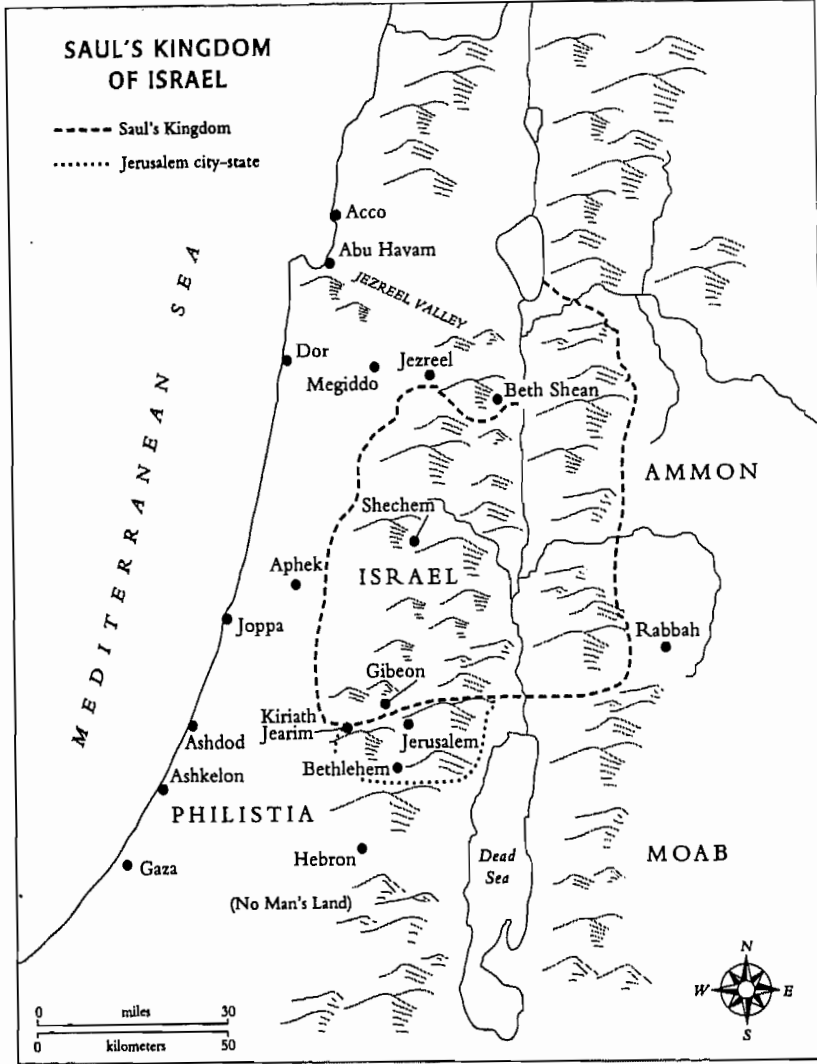 SAUL'S KINGDOM
OF ISRAEL
Saul's Kingdom
Jerusalem city-state
Acco
Abu Havam
JEZREEL VALLEY
MEDITERRANEAN SEA
Dor
Megiddo
Jezreel
Beth Shean
AMMON
Shechem
Aphek
ISRAEL
Joppa
Rabbah
Gibeon
Kiriath
Jearim
Jerusalem
Ashdod
Bethlehem
Ashkelon
PHILISTIA
Hebron
Dead
Sea
MOAB
Gaza
(No Man's Land)
N
W
E
S
0 miles 30
0 kilometers 50